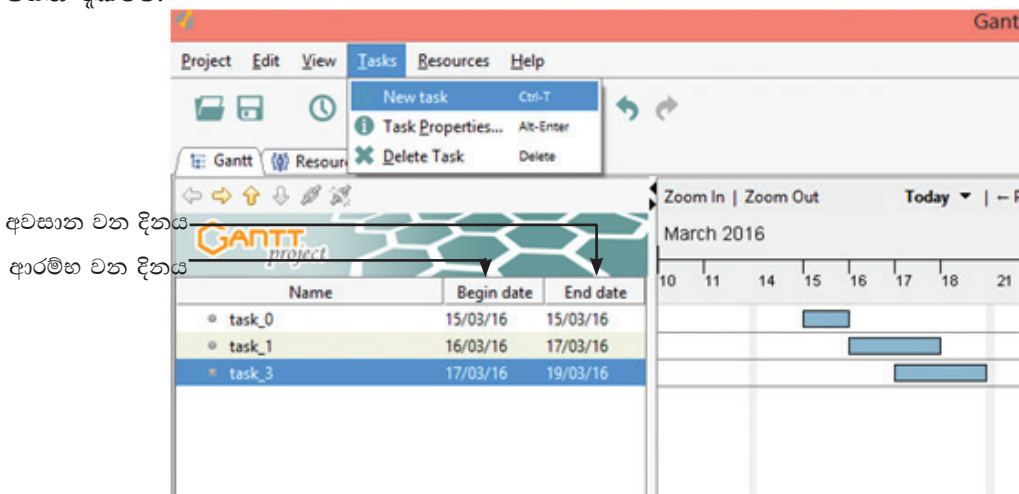 Gantt
Project Edit View Tasks Resources Help
New task Ctrl-T
Task Properties... Alt-Enter
Delete Task Delete
Gantt Resour
Zoom In | Zoom Out Today ▼ | ← P
අවසාන වන දිනය
GANTT project
March 2016
ආරම්භ වන දිනය
10 11 14 15 16 17 18 21
Name Begin date End date
task_0 15/03/16 15/03/16
task_1 16/03/16 17/03/16
task_3 17/03/16 19/03/16